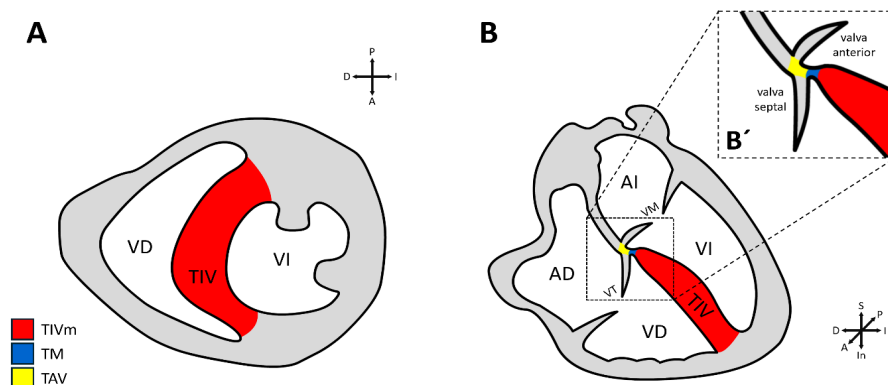 A
P
D I
A
VD
TIV
VI
TIVm
TM
TAV
B
AI
VM
AD
VI
VT
TIV
VD
valva
anterior
valva
septal
B´
S
P
D I
A
In